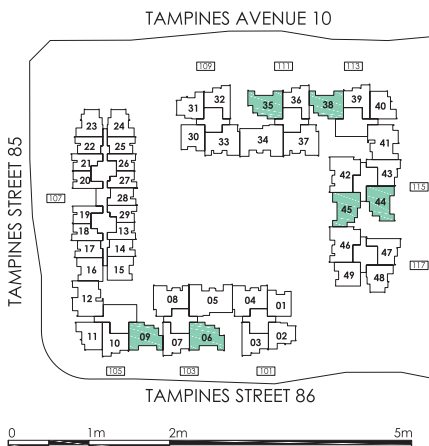 TAMPINES AVENUE 10
109 111 113
32 35 36 38 39 40
31
30 33 34 37 41
23 24
22 25
21 26
20 27
107 28
19 29
18 13
17 14
16 15
42 43
115
45 44
46 47
117
49 48
12 08 05 04 01
11 10 09 07 06 03 02
105 103 101
TAMPINES STREET 85
TAMPINES STREET 86
0 1m 2m 5m